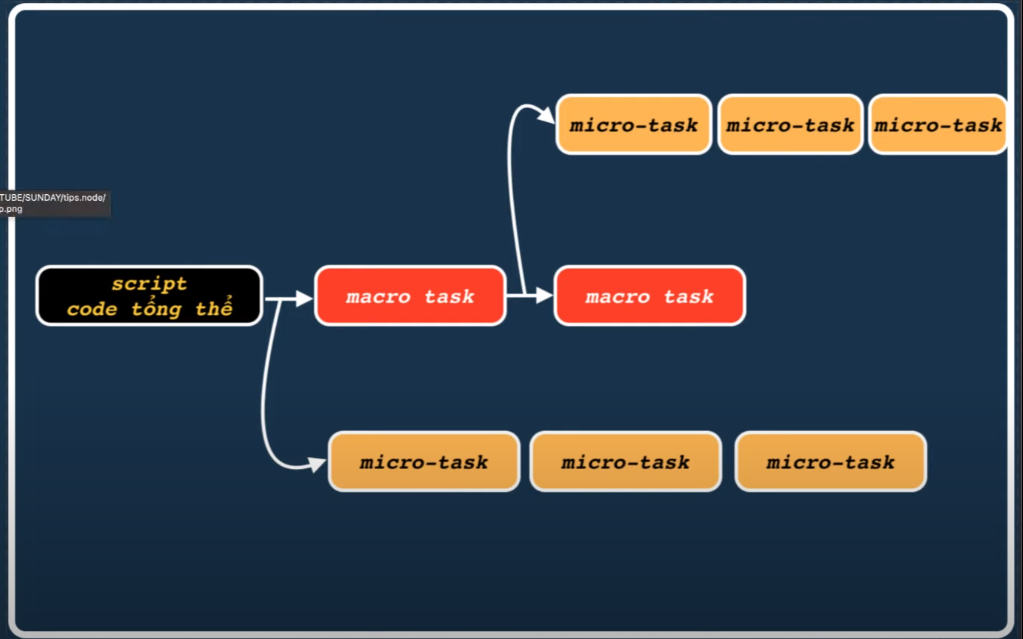 micro-task
micro-task
micro-task
TUBE/SUNDAY/tips.node/
p.png
script
code tổng thể
macro task
macro task
micro-task
micro-task
micro-task